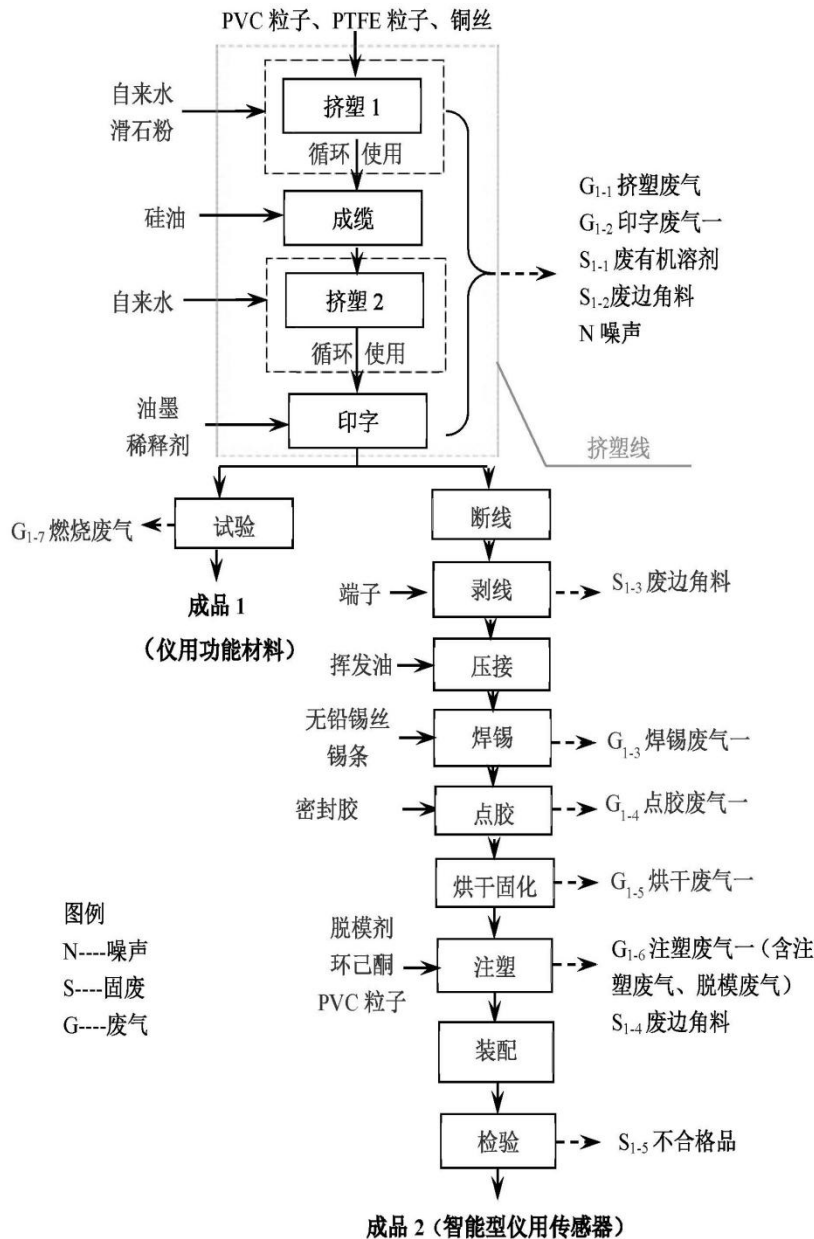 PVC 粒子、PTFE 粒子、铜丝
自来水
滑石粉
挤塑 1
循环 使用
硅油
成缆
自来水
挤塑 2
循环 使用
油墨
稀释剂
印字
G1-1 挤塑废气
G1-2 印字废气一
S1-1 废有机溶剂
S1-2废边角料
N 噪声
挤塑线
G1-7 燃烧废气
试验
成品 1
（仪用功能材料）
断线
端子
剥线
S1-3 废边角料
挥发油
压接
无铅锡丝
锡条
焊锡
G1-3 焊锡废气一
密封胶
点胶
G1-4 点胶废气一
烘干固化
G1-5 烘干废气一
脱模剂
环己酮
PVC 粒子
注塑
G1-6 注塑废气一（含注
塑废气、脱模废气）
S1-4 废边角料
装配
检验
S1-5 不合格品
成品 2（智能型仪用传感器）
图例
N----噪声
S----固废
G----废气